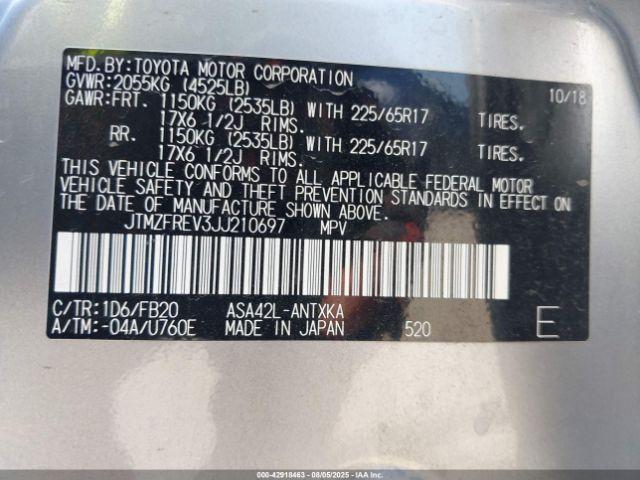 MFD.BY:TOYOTA MOTOR CORPORATION 10/18
GVWR:2055KG (4525LB)
GAWR:FRT. 1150KG (2535LB) WITH 225/65R17 TIRES.
17X6 1/2J RIMS.
RR. 1150KG (2535LB) WITH 225/65R17 TIRES.
17X6 1/2J RIMS.
THIS VEHICLE CONFORMS TO ALL APPLICABLE FEDERAL MOTOR
VEHICLE SAFETY AND THEFT PREVENTION STANDARDS IN EFFECT ON
THE DATE OF MANUFACTURE SHOWN ABOVE.
JTMZFREV3JJ210697 MPV
C/TR:1D6/FB20 ASA42L-ANTXKA
A/TM:-04A/U760E MADE IN JAPAN 520 E
000-42918463 - 08/05/2025 - IAAI.COM